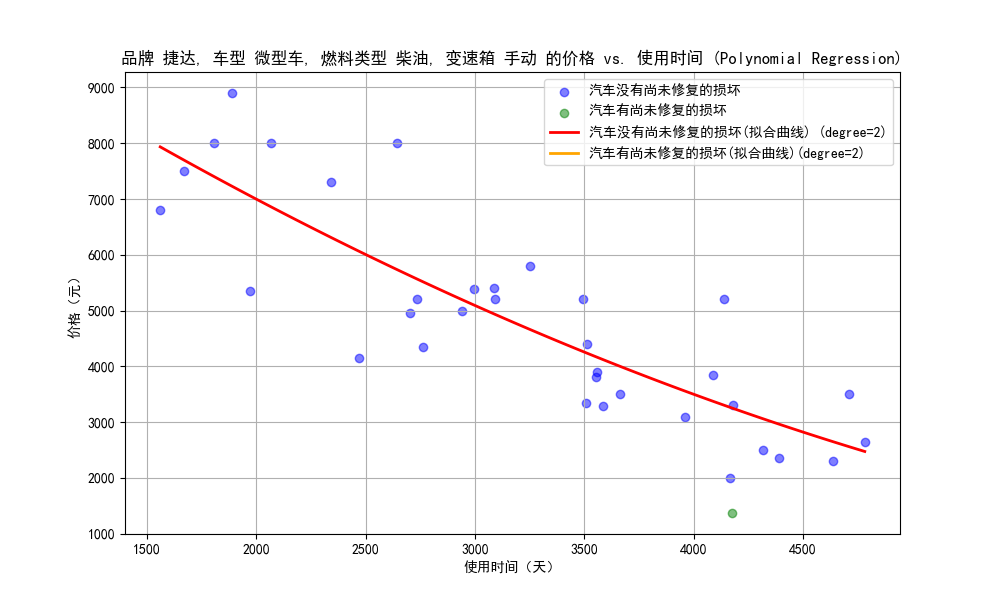 品牌 捷达, 车型 微型车, 燃料类型 柴油, 变速箱 手动 的价格 vs. 使用时间 (Polynomial Regression)
汽车没有尚未修复的损坏
汽车有尚未修复的损坏
汽车没有尚未修复的损坏(拟合曲线) (degree=2)
汽车有尚未修复的损坏(拟合曲线)(degree=2)
价格（元）
9000
8000
7000
6000
5000
4000
3000
2000
1000
1500
2000
2500
3000
3500
4000
4500
使用时间（天）